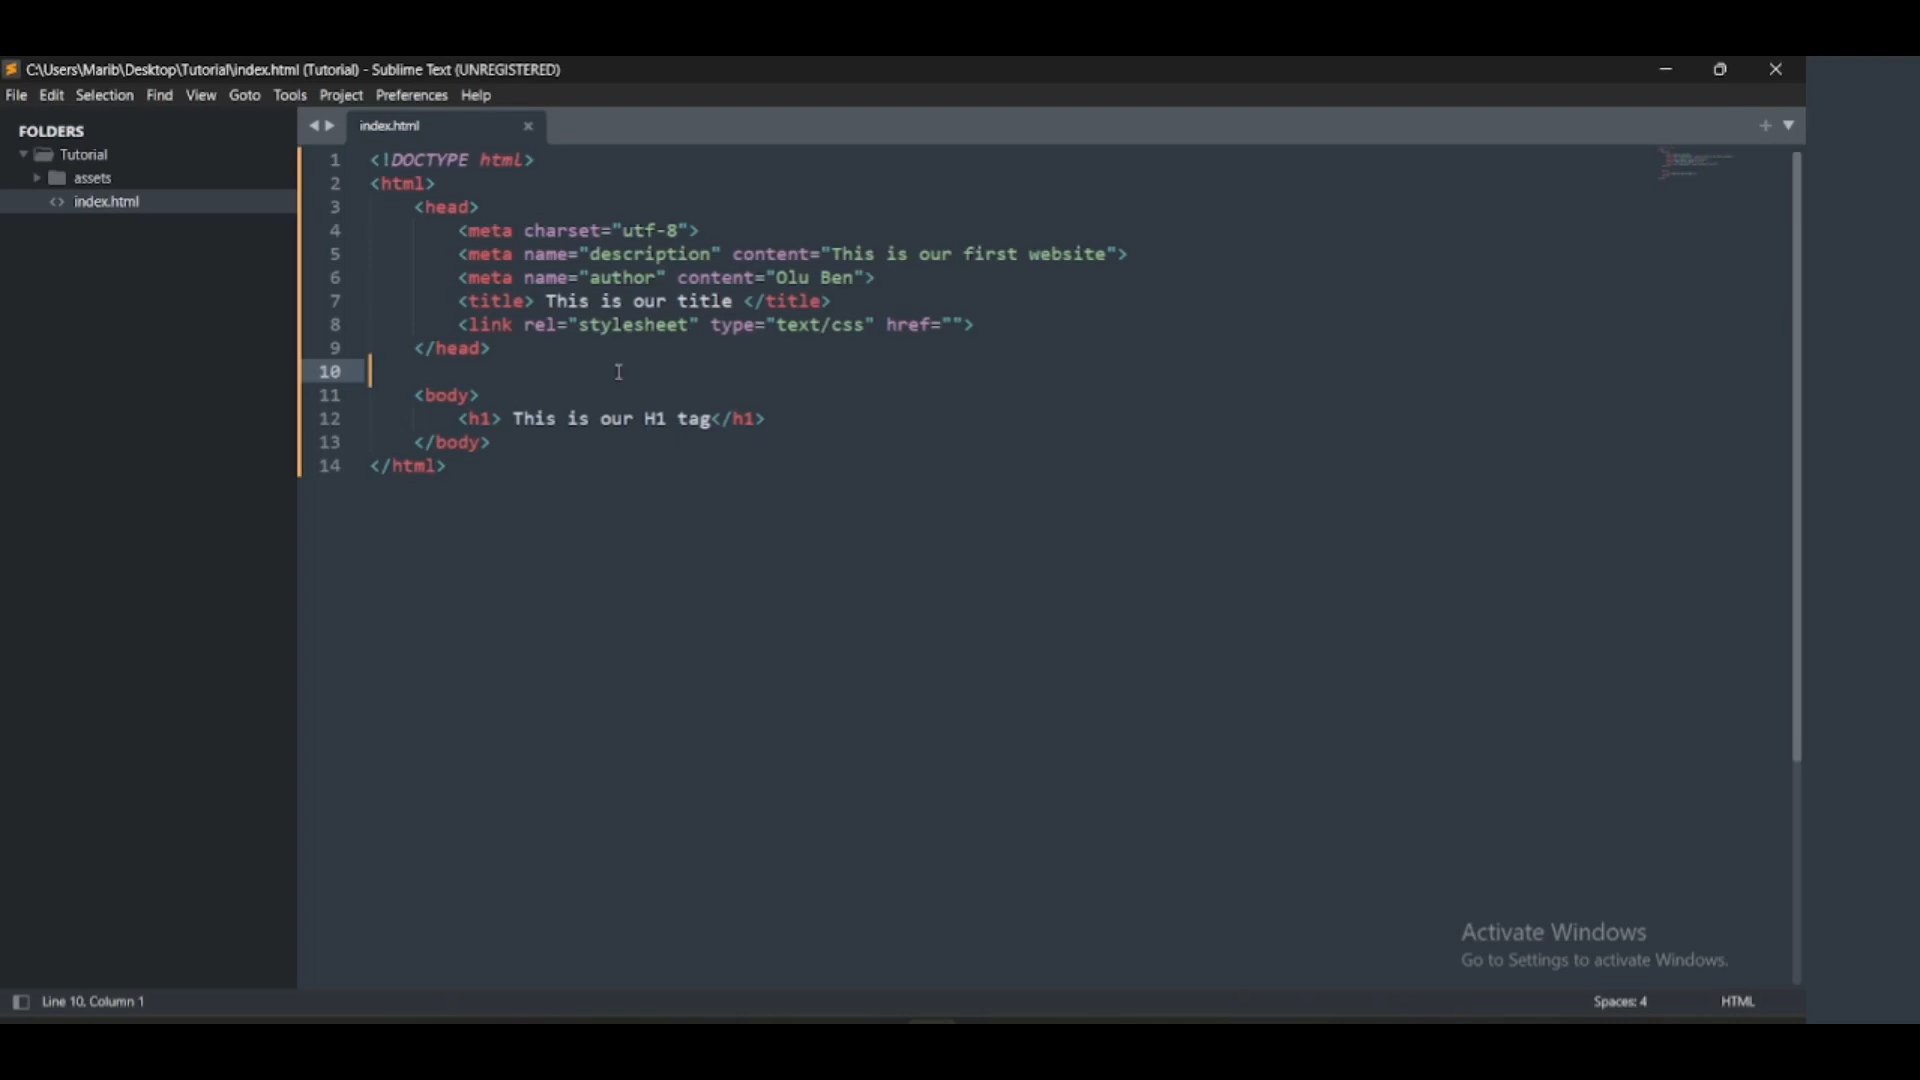 C:\Users\Marib\Desktop\Tutorial\index.html (Tutorial) - Sublime Text (UNREGISTERED)
File Edit Selection Find View Goto Tools Project Preferences Help
FOLDERS
Tutorial
assets
<> index.html
index.html
1 <!DOCTYPE html>
2 <html>
3 <head>
4 <meta charset="utf-8">
5 <meta name="description" content="This is our first website">
6 <meta name="author" content="Olu Ben">
7 <title> This is our title </title>
8 <link rel="stylesheet" type="text/css" href="">
9 </head>
10
11 <body>
12 <h1> This is our H1 tag</h1>
13 </body>
14 </html>
Activate Windows
Go to Settings to activate Windows.
Line 10, Column 1
Spaces: 4
HTML